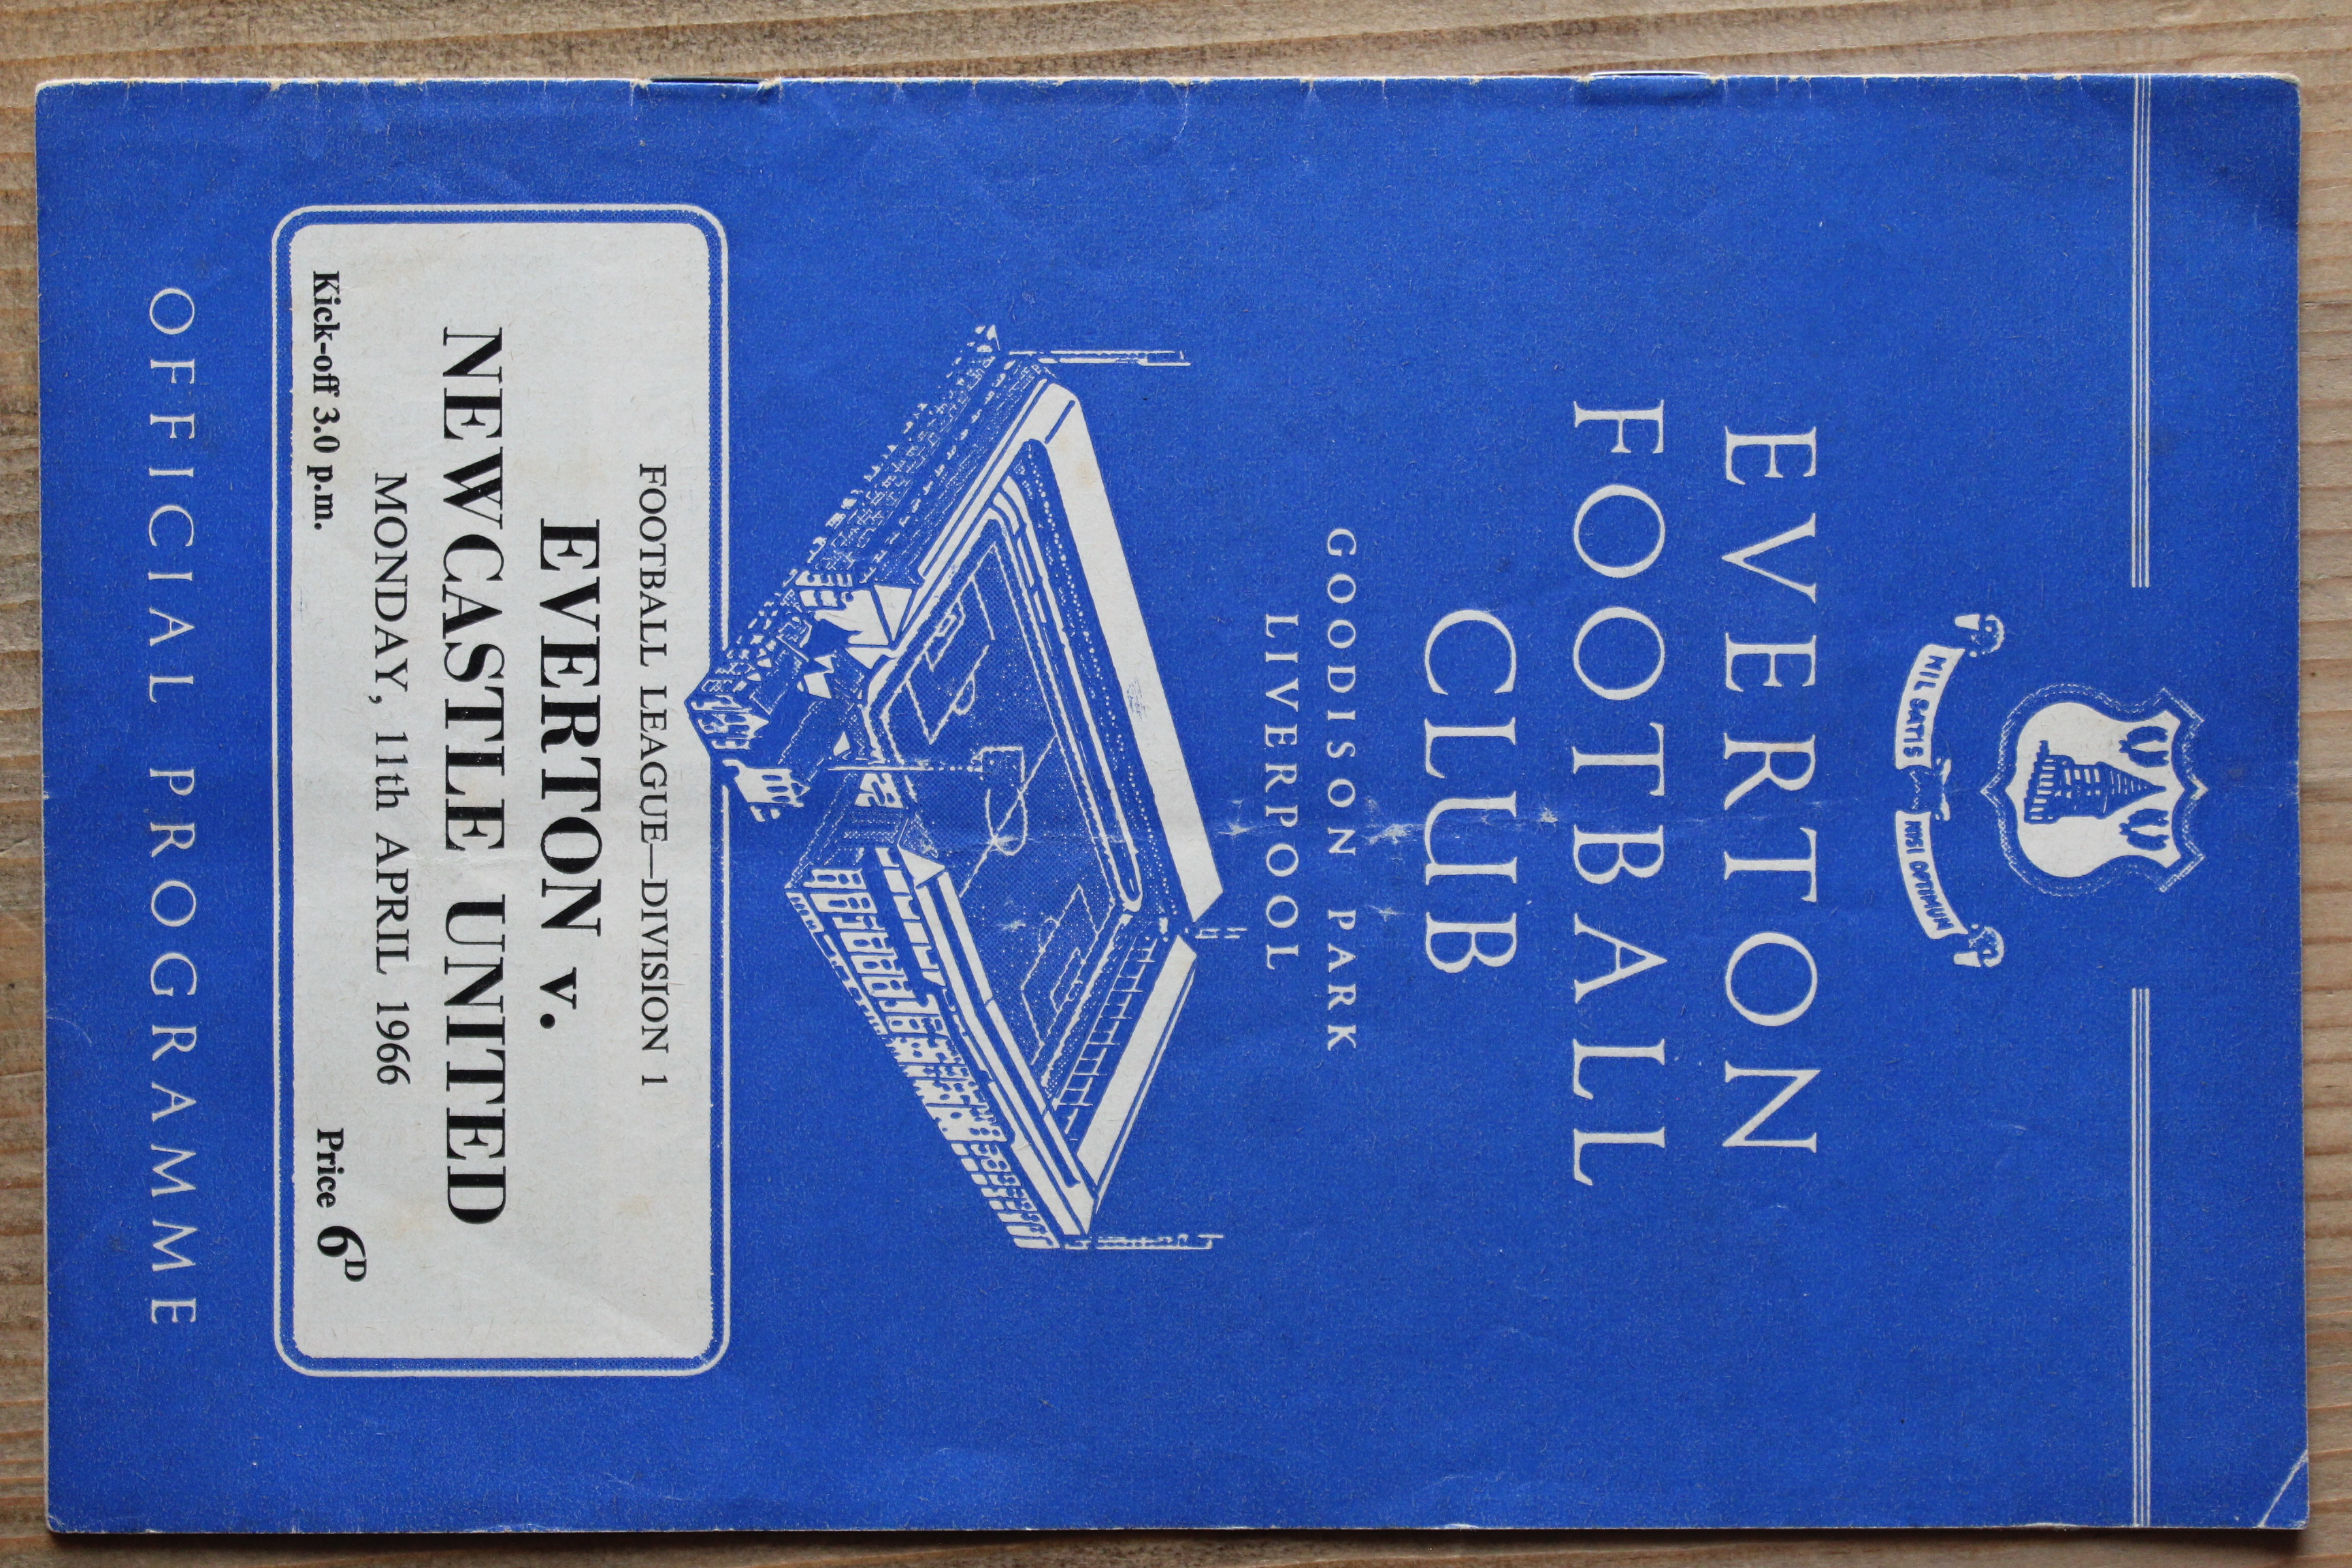 NIL SATIS NISI OPTIMUM
EVERTON
FOOTBALL
CLUB
GOODISON PARK
LIVERPOOL
FOOTBALL LEAGUE—DIVISION 1
EVERTON v.
NEWCASTLE UNITED
MONDAY, 11th APRIL 1966
Kick-off 3.0 p.m. Price 6D
OFFICIAL PROGRAMME